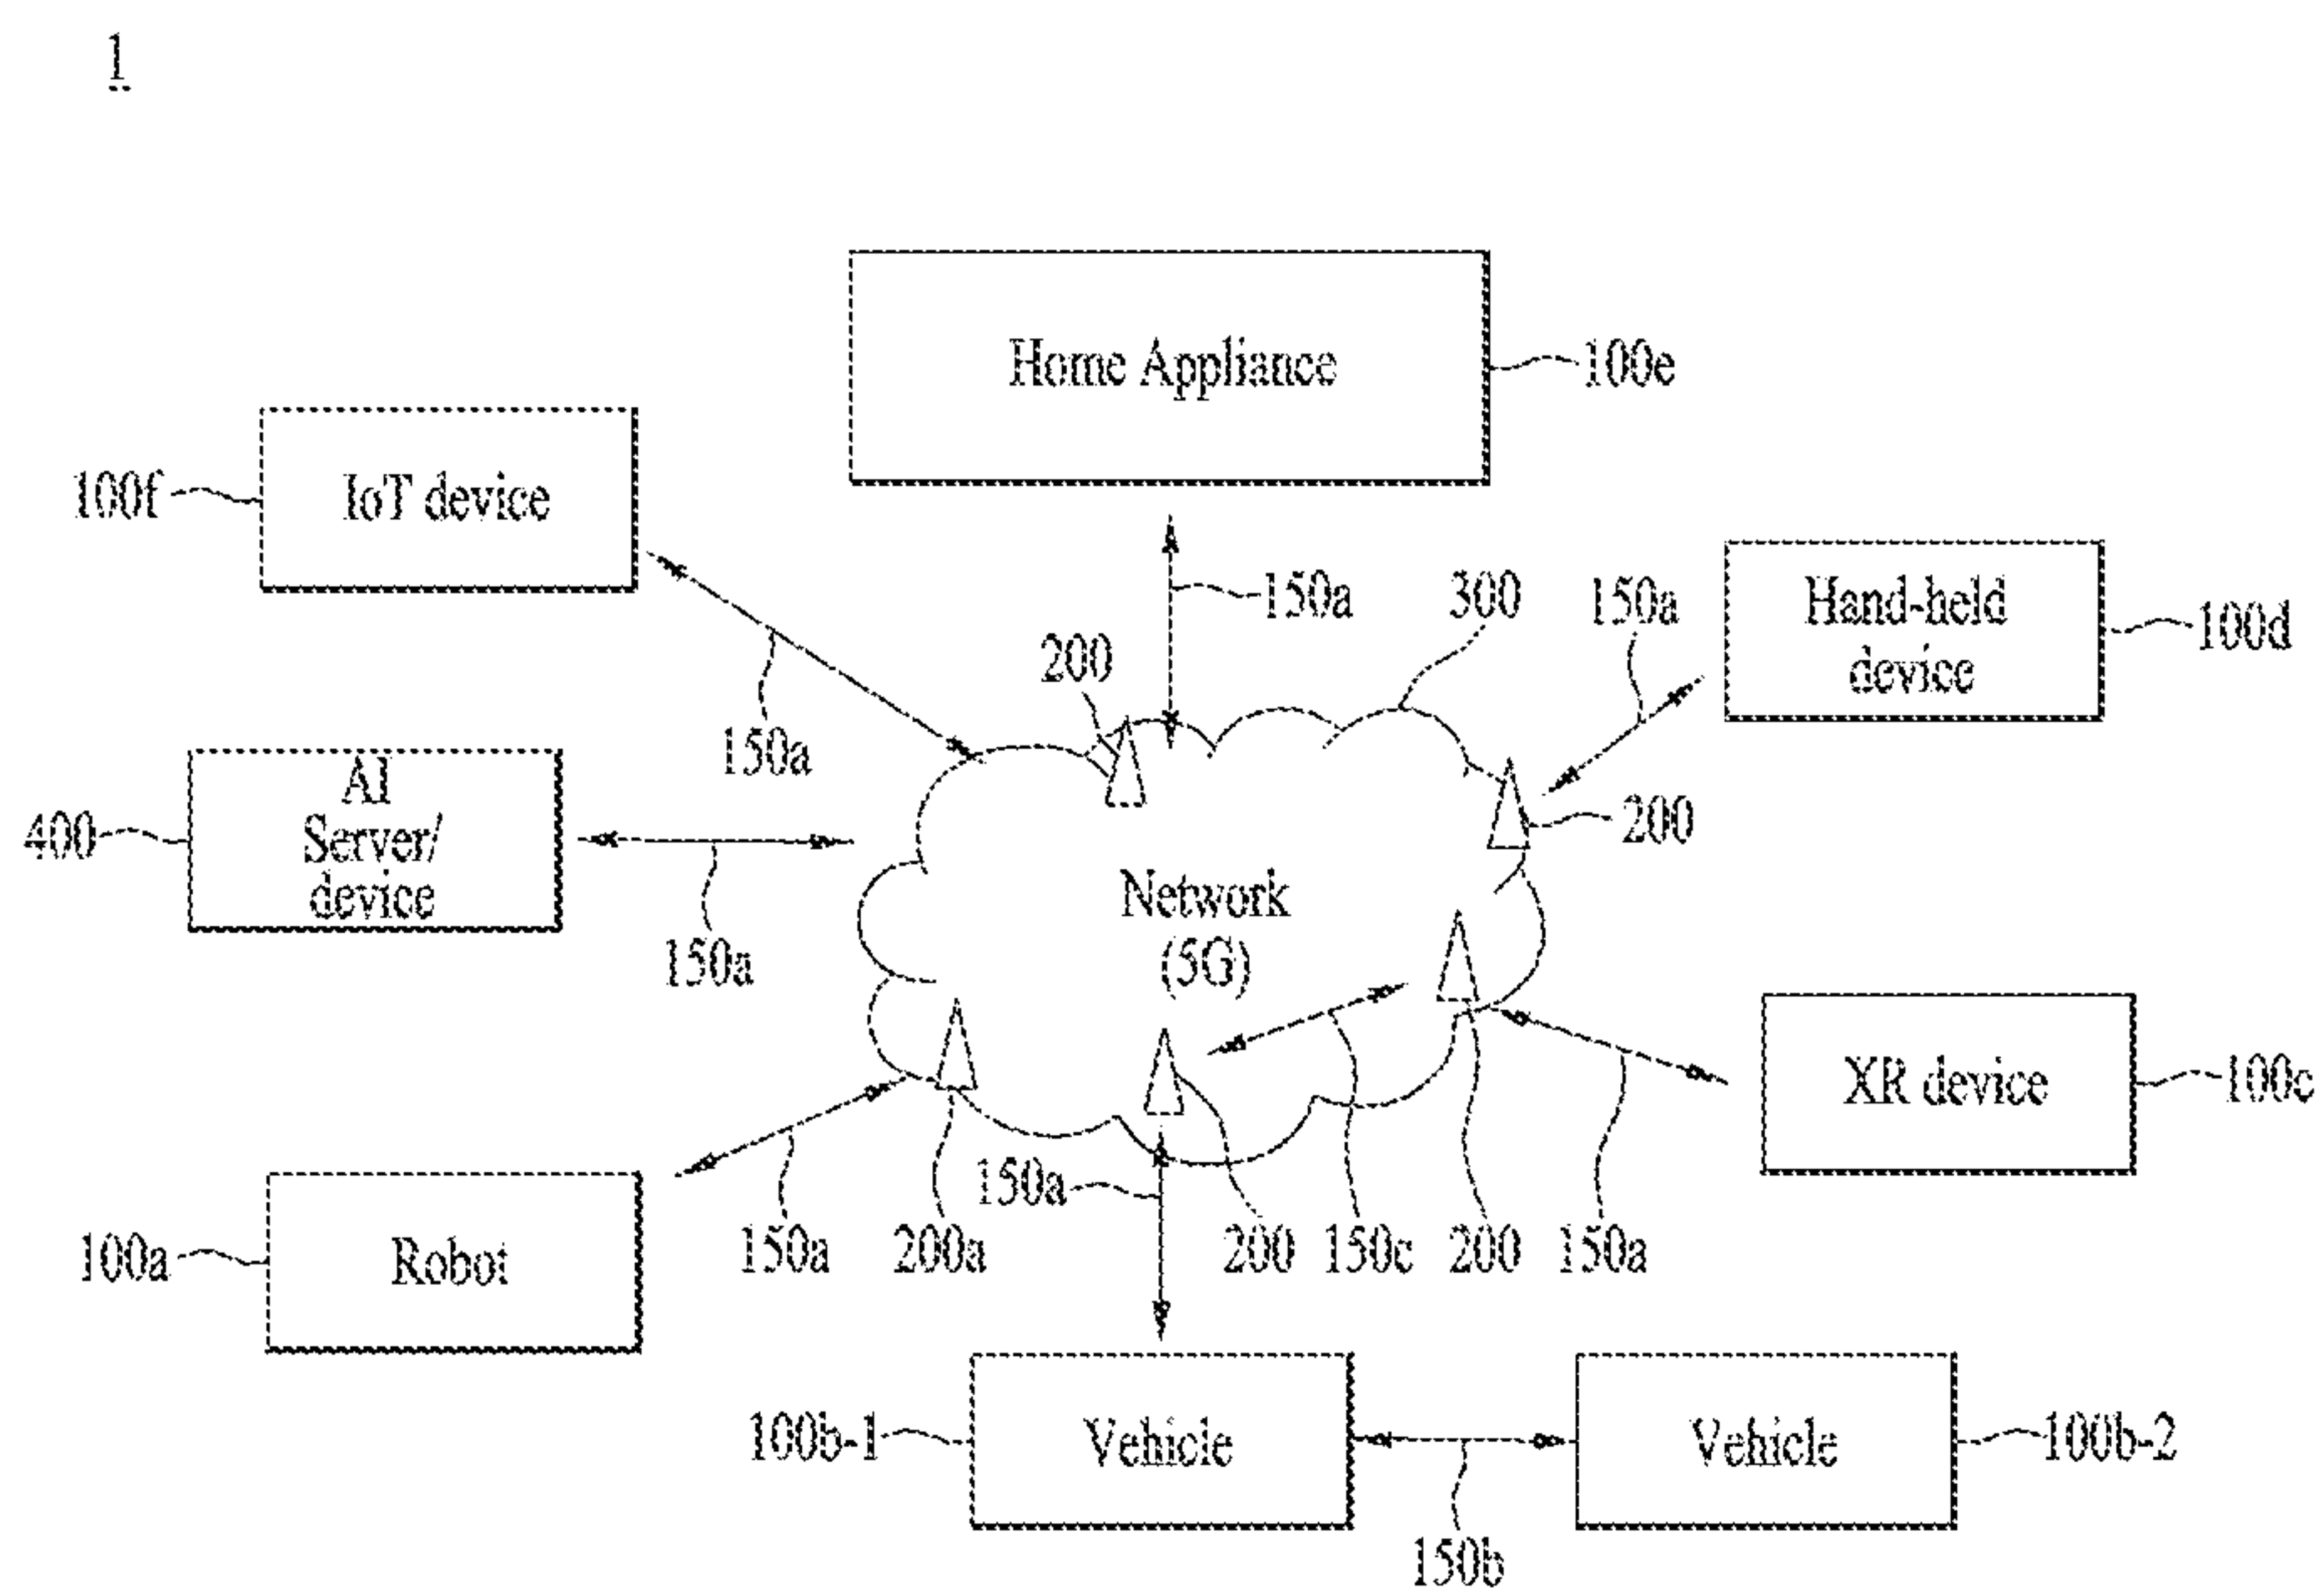 1
Home Appliance
100e
100f
IoT device
150a
300
150a
Hand-held
device
100d
200
150a
AI
Server/
device
400
200
Network
(5G)
150a
XR device
100c
150a
100a
Robot
150a
200a
200
150c
200
150a
100b-1
Vehicle
Vehicle
100b-2
150b